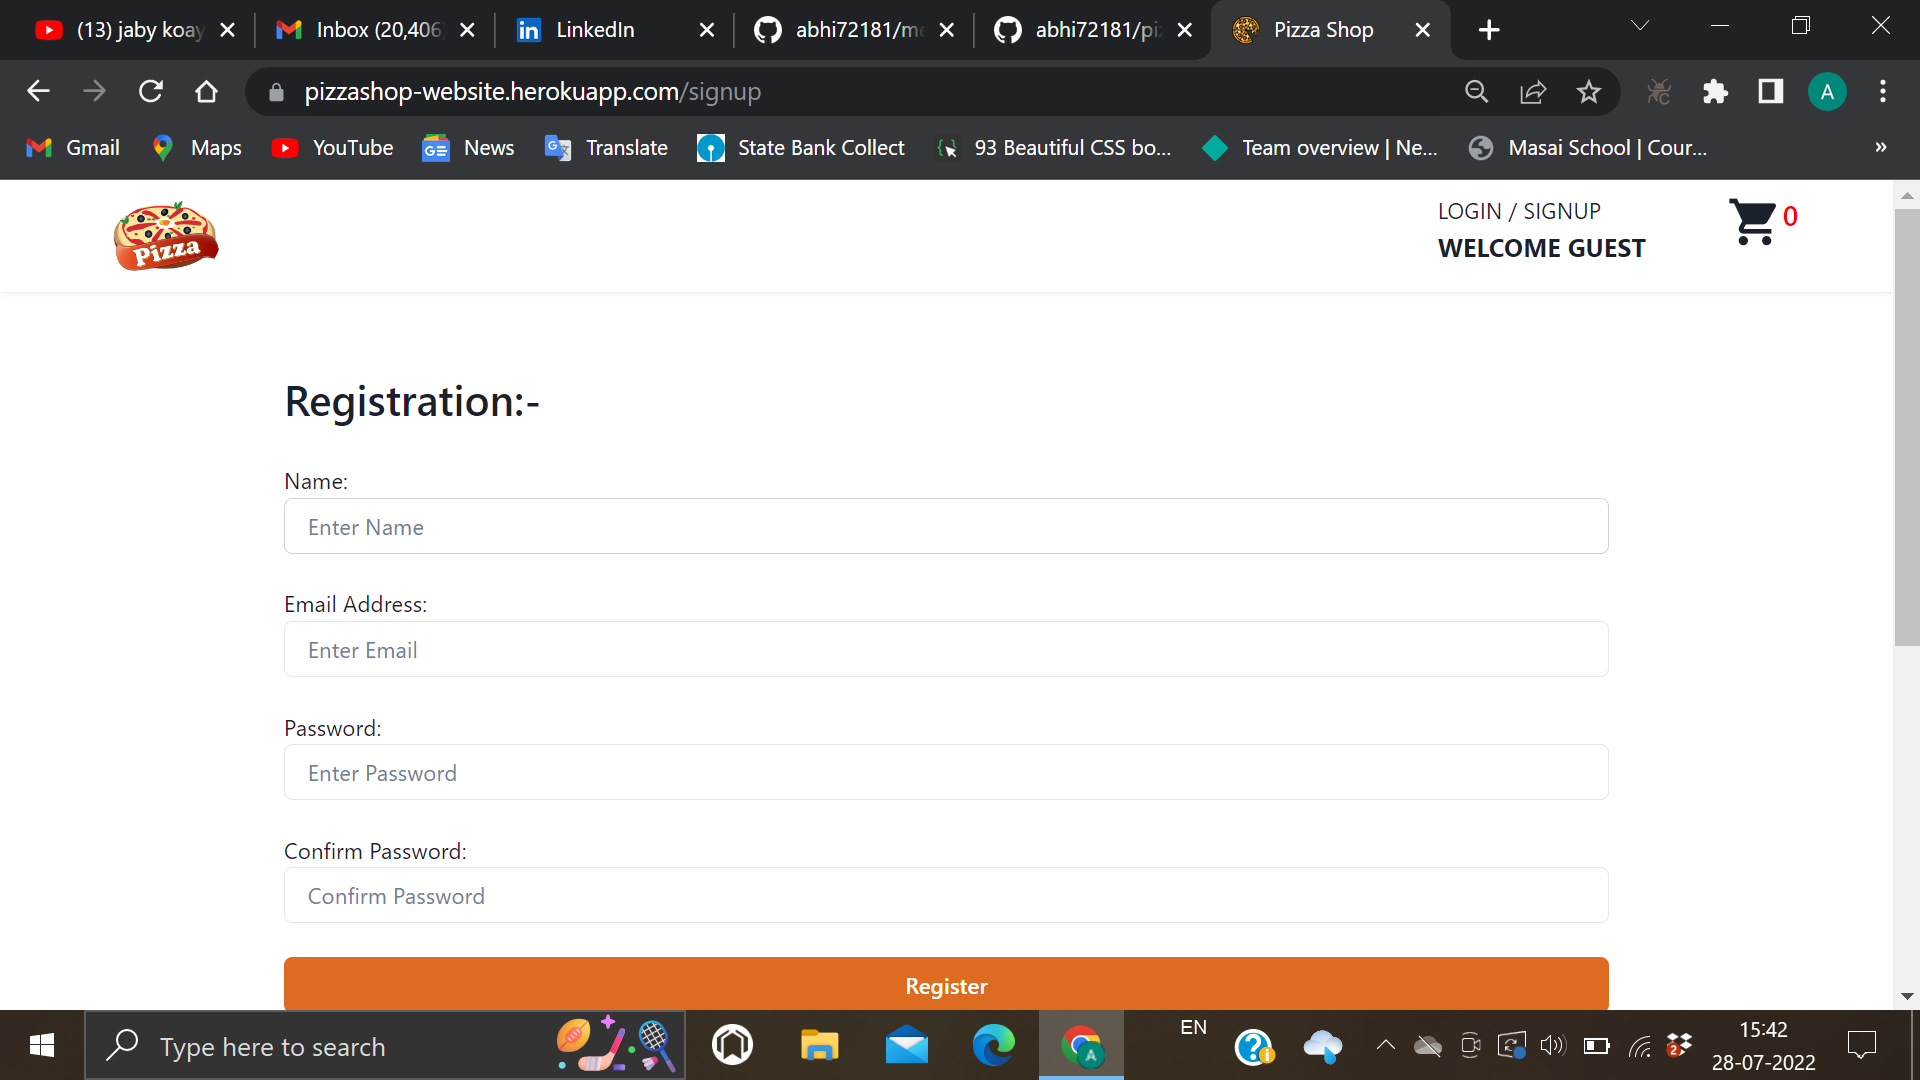 (13) jaby koay
Inbox (20,406
LinkedIn
abhi72181/me
abhi72181/piz
Pizza Shop
pizzashop-website.herokuapp.com/signup
A
Gmail
Maps
YouTube
News
Translate
State Bank Collect
93 Beautiful CSS bo...
Team overview | Ne...
Masai School | Cour...
»
Pizza
LOGIN / SIGNUP
WELCOME GUEST
0
Registration:-
Name:
Enter Name
Email Address:
Enter Email
Password:
Enter Password
Confirm Password:
Confirm Password
Register
Type here to search
A
EN
2
15:42
28-07-2022